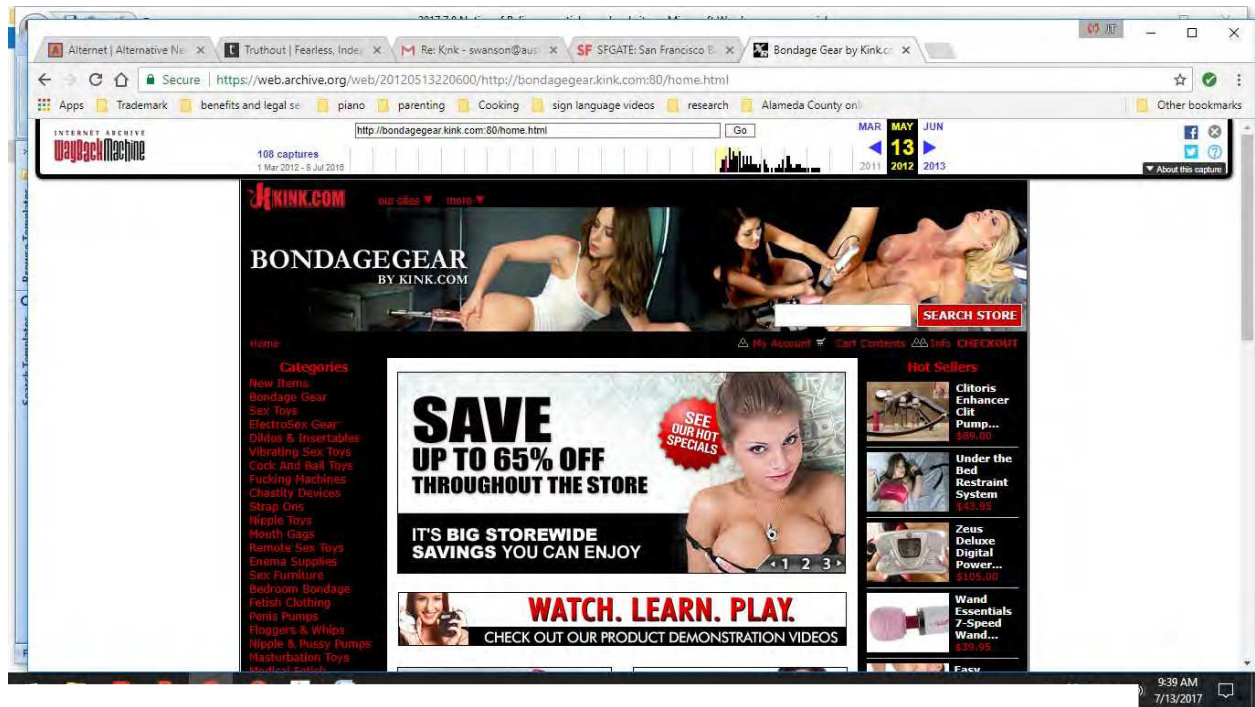 Alternet | Alternative Ne
Truthout | Fearless, Inde
Re: Kink - swanson@aus
SFGATE: San Francisco B
Bondage Gear by Kink.c
Secure | https://web.archive.org/web/20120513220600/http://bondagegear.kink.com:80/home.html
Apps Trademark benefits and legal se piano parenting Cooking sign language videos research Alameda County onli Other bookmarks
INTERNET ARCHIVE
WayBackMachine
http://bondagegear.kink.com:80/home.html Go
108 captures
1 Mar 2012 - 8 Jul 2016
MAR MAY JUN
13
2011 2012 2013
▼ About this capture
Browse Templates
Search Templates
KINK.COM
our sites ▼ more ▼
BONDAGEGEAR
BY KINK.COM
SEARCH STORE
Home
My Account Cart Contents Info CHECKOUT
Categories
New Items
Bondage Gear
Sex Toys
ElectroSex Gear
Dildos & Insertables
Vibrating Sex Toys
Cock And Ball Toys
Fucking Machines
Chastity Devices
Strap Ons
Nipple Toys
Mouth Gags
Remote Sex Toys
Enema Supplies
Sex Furniture
Bedroom Bondage
Fetish Clothing
Penis Pumps
Floggers & Whips
Nipple & Pussy Pumps
Masturbation Toys
Medical Fetish
SAVE
UP TO 65% OFF
THROUGHOUT THE STORE
SEE
OUR HOT
SPECIALS
IT'S BIG STOREWIDE
SAVINGS YOU CAN ENJOY
1 2 3
WATCH. LEARN. PLAY.
CHECK OUT OUR PRODUCT DEMONSTRATION VIDEOS
Hot Sellers
Clitoris
Enhancer
Clit
Pump...
$89.00
Under the
Bed
Restraint
System
$43.95
Zeus
Deluxe
Digital
Power...
$105.00
Wand
Essentials
7-Speed
Wand...
$39.95
Easy
9:39 AM
7/13/2017